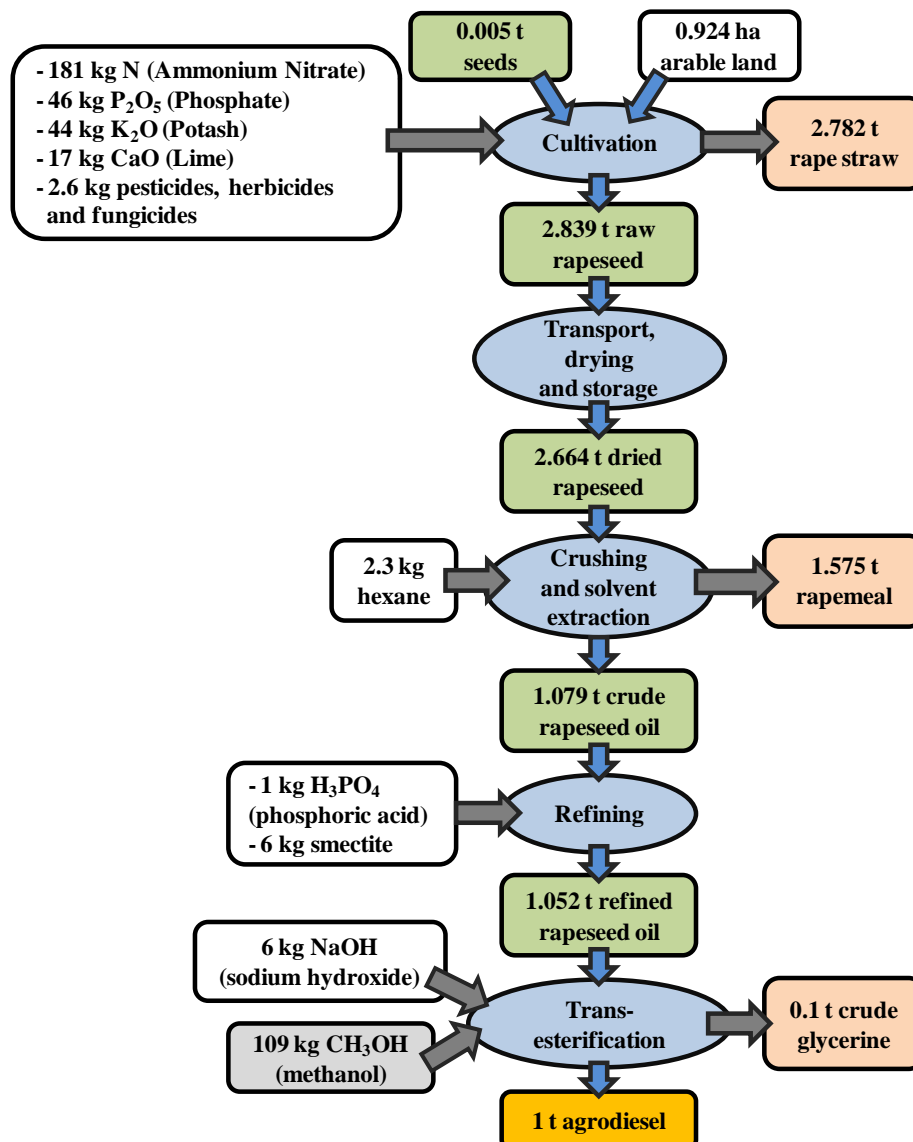 0.005 t
seeds
0.924 ha
arable land
- 181 kg N (Ammonium Nitrate)
- 46 kg P₂O₅ (Phosphate)
- 44 kg K₂O (Potash)
- 17 kg CaO (Lime)
- 2.6 kg pesticides, herbicides
and fungicides
Cultivation
2.782 t
rape straw
2.839 t raw
rapeseed
Transport,
drying
and storage
2.664 t dried
rapeseed
2.3 kg
hexane
Crushing
and solvent
extraction
1.575 t
rapemeal
1.079 t crude
rapeseed oil
- 1 kg H₃PO₄
(phosphoric acid)
- 6 kg smectite
Refining
1.052 t refined
rapeseed oil
6 kg NaOH
(sodium hydroxide)
109 kg CH₃OH
(methanol)
Trans-
esterification
0.1 t crude
glycerine
1 t agrodiesel